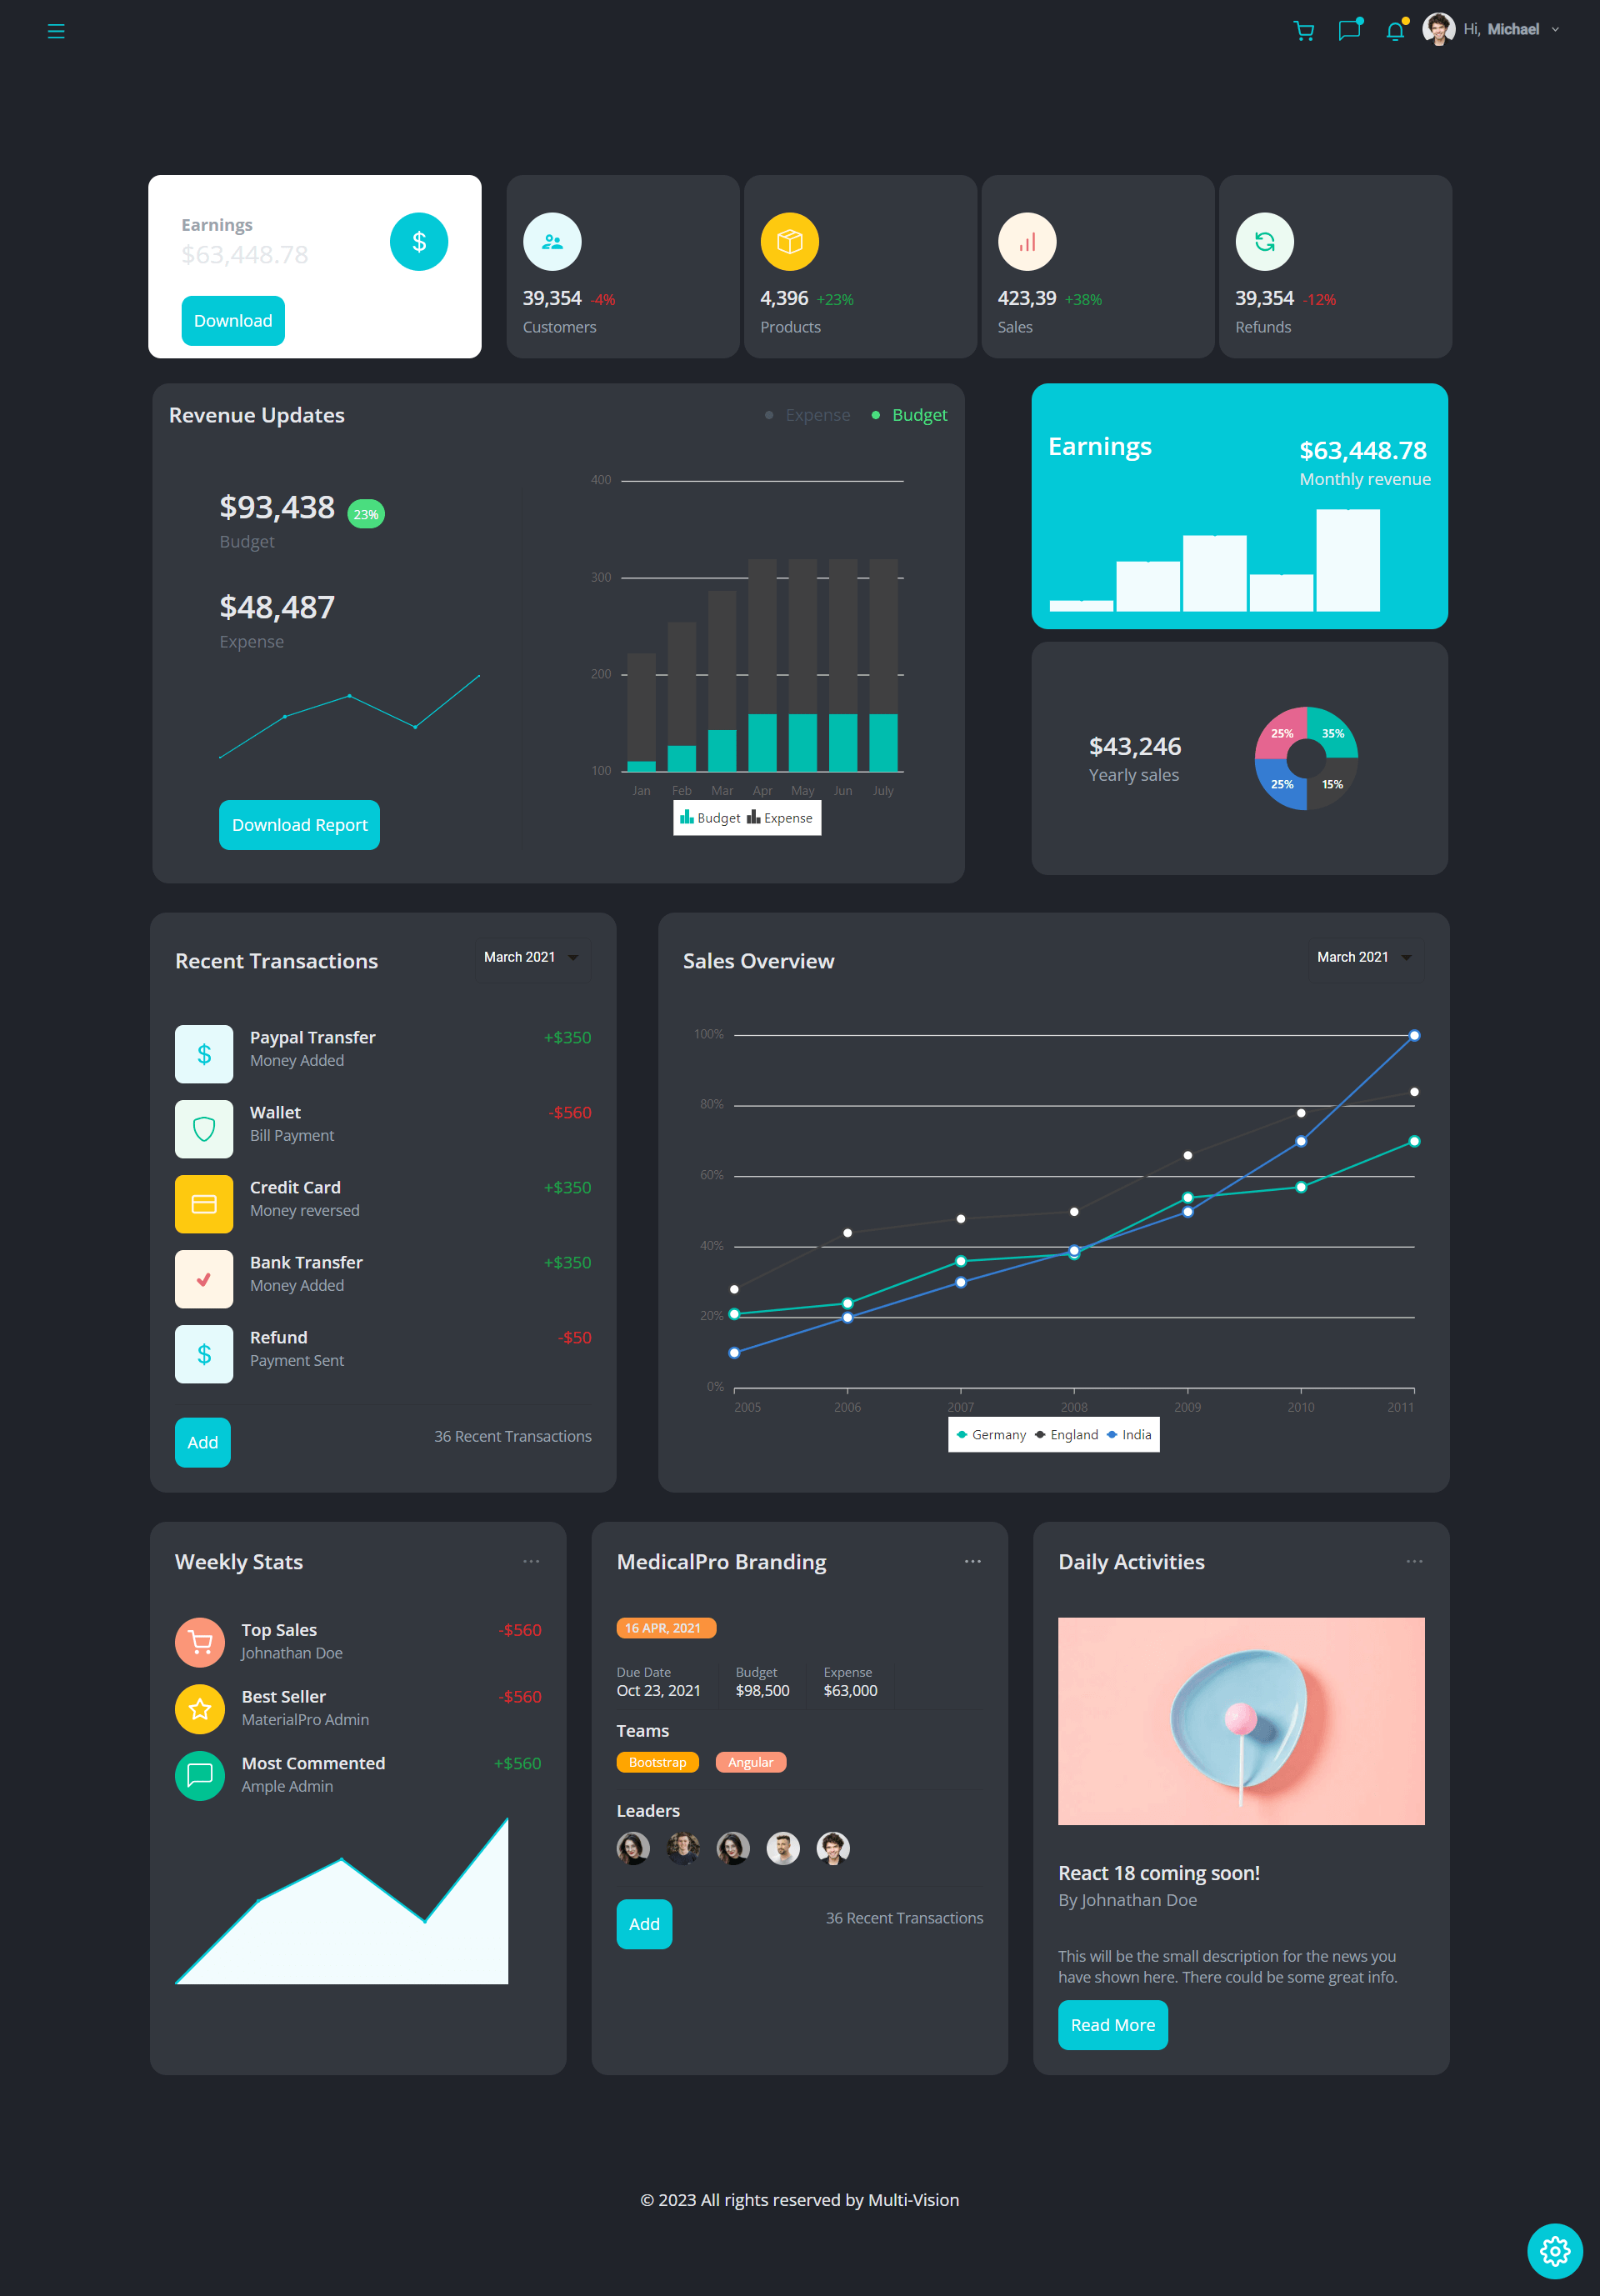 Hi, Michael
Earnings
$63,448.78
Download
39,354 -4%
Customers
4,396 +23%
Products
423,39 +38%
Sales
39,354 -12%
Refunds
Revenue Updates
Expense
Budget
$93,438 23%
Budget
$48,487
Expense
Download Report
400
300
200
100
Jan Feb Mar Apr May Jun July
Budget Expense
Earnings
$63,448.78
Monthly revenue
$43,246
Yearly sales
25% 35%
25% 15%
Recent Transactions
March 2021
Paypal Transfer +$350
Money Added
Wallet -$560
Bill Payment
Credit Card +$350
Money reversed
Bank Transfer +$350
Money Added
Refund -$50
Payment Sent
Add
36 Recent Transactions
Sales Overview
March 2021
100%
80%
60%
40%
20%
0%
2005 2006 2007 2008 2009 2010 2011
Germany England India
Weekly Stats
Top Sales -$560
Johnathan Doe
Best Seller -$560
MaterialPro Admin
Most Commented +$560
Ample Admin
MedicalPro Branding
16 APR, 2021
Due Date Budget Expense
Oct 23, 2021 $98,500 $63,000
Teams
Bootstrap Angular
Leaders
Add
36 Recent Transactions
Daily Activities
React 18 coming soon!
By Johnathan Doe
This will be the small description for the news you
have shown here. There could be some great info.
Read More
© 2023 All rights reserved by Multi-Vision